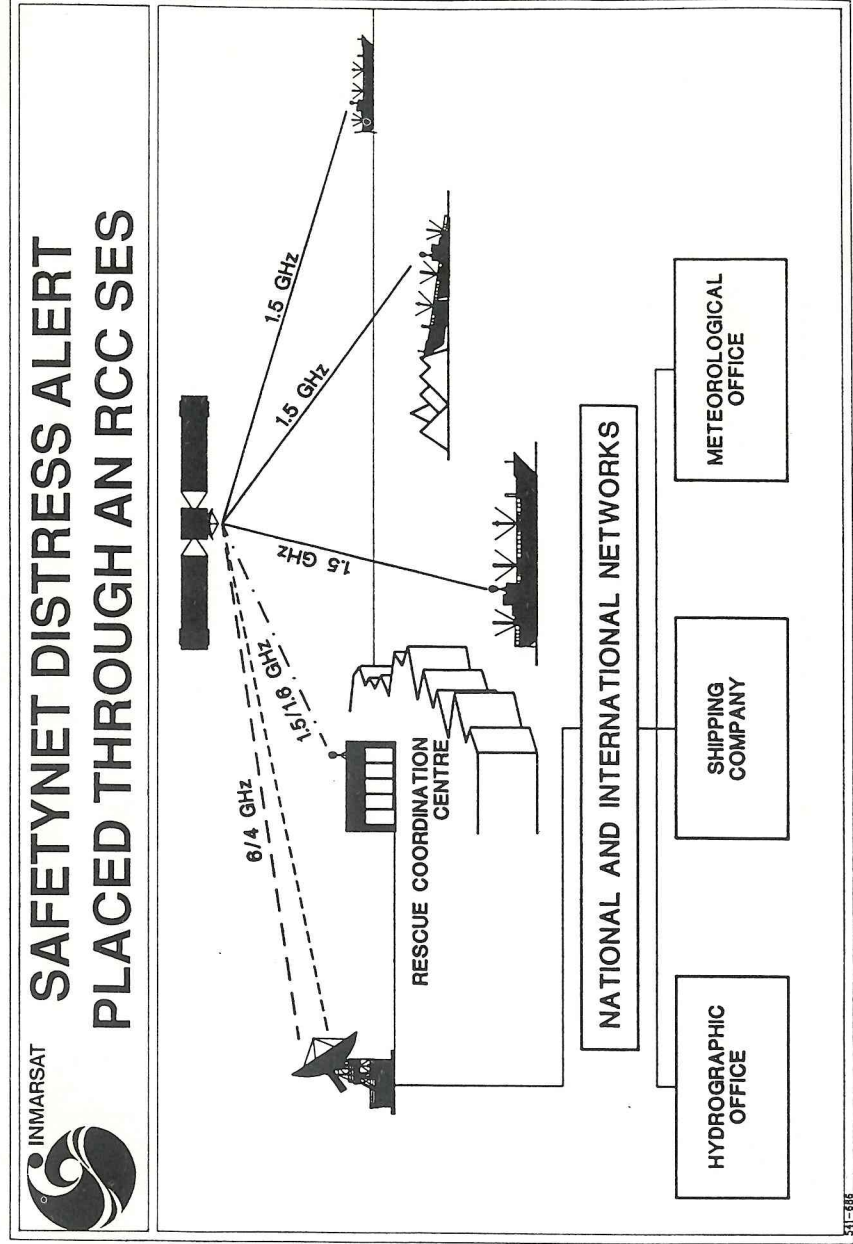 INMARSAT
SAFETYNET DISTRESS ALERT
PLACED THROUGH AN RCC SES
6/4 GHz
1.5/1.6 GHz
1.5 GHz
1.5 GHz
1.5 GHz
RESCUE COORDINATION
CENTRE
NATIONAL AND INTERNATIONAL NETWORKS
HYDROGRAPHIC
OFFICE
SHIPPING
COMPANY
METEOROLOGICAL
OFFICE
541-686